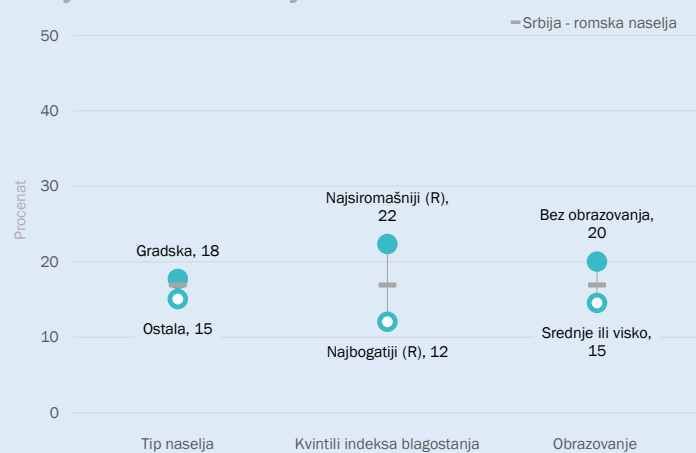 Srbija - romska naselja
50
40
30
20
10
0
Procenat
Gradska, 18
Ostala, 15
Najsiromašniji (R),
22
Najbogatiji (R), 12
Bez obrazovanja,
20
Srednje ili visko,
15
Tip naselja
Kvintili indeksa blagostanja
Obrazovanje